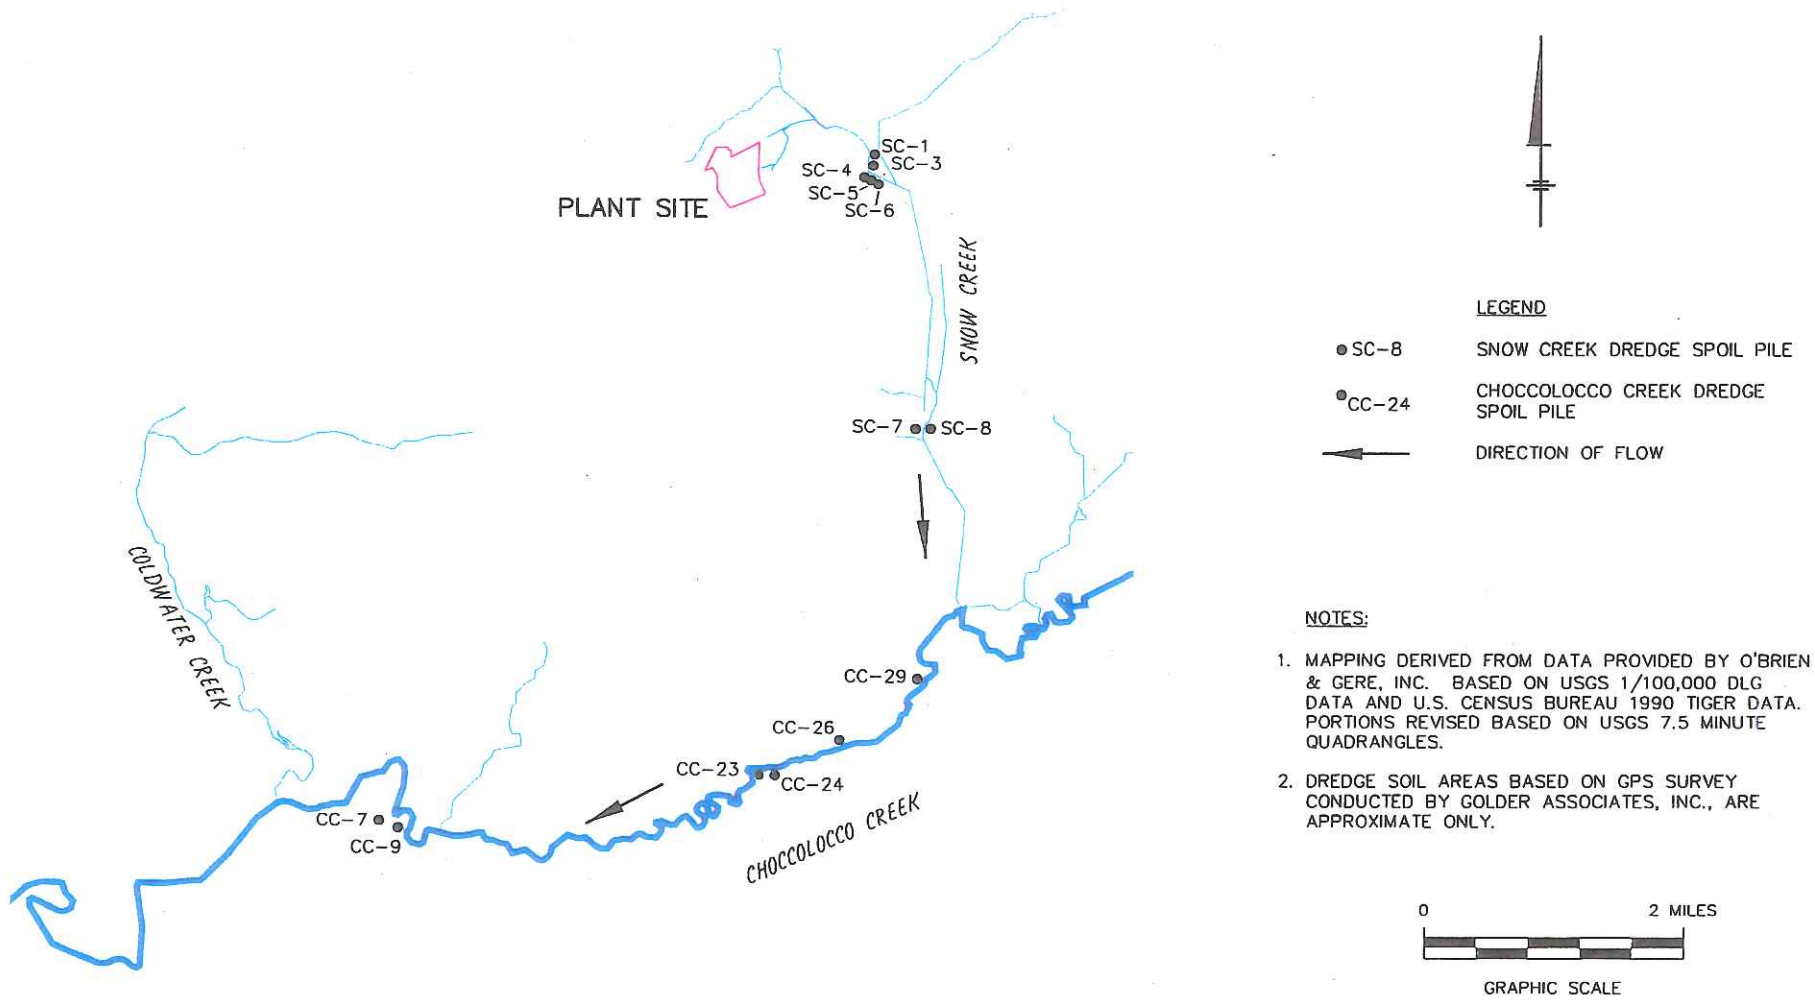 SC-1
SC-3
SC-4
SC-5
SC-6
PLANT SITE
SNOW CREEK
SC-7
SC-8
COLDWATER CREEK
CC-29
CC-26
CC-23
CC-24
CC-7
CC-9
CHOCCOLOCCO CREEK
LEGEND
SC-8 SNOW CREEK DREDGE SPOIL PILE
CC-24 CHOCCOLOCCO CREEK DREDGE
SPOIL PILE
DIRECTION OF FLOW
NOTES:
1. MAPPING DERIVED FROM DATA PROVIDED BY O'BRIEN
& GERE, INC. BASED ON USGS 1/100,000 DLG
DATA AND U.S. CENSUS BUREAU 1990 TIGER DATA.
PORTIONS REVISED BASED ON USGS 7.5 MINUTE
QUADRANGLES.
2. DREDGE SOIL AREAS BASED ON GPS SURVEY
CONDUCTED BY GOLDER ASSOCIATES, INC., ARE
APPROXIMATE ONLY.
0 2 MILES
GRAPHIC SCALE